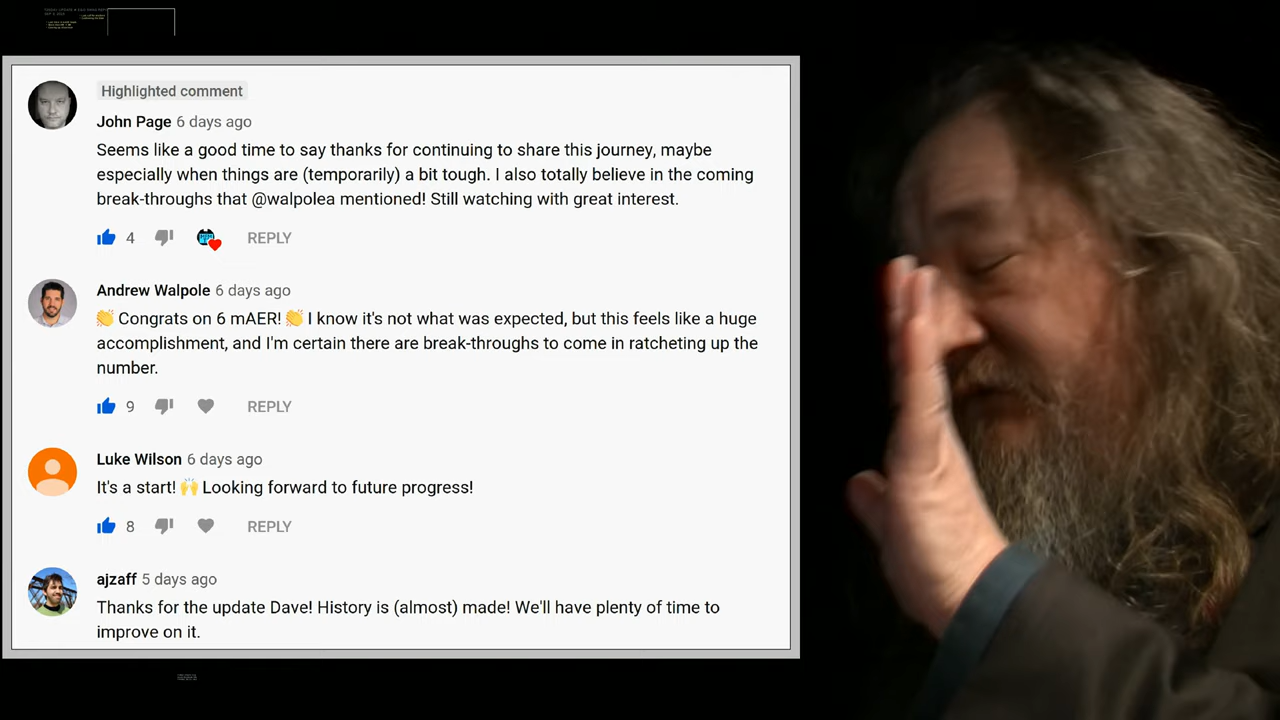 Highlighted comment
John Page 6 days ago
Seems like a good time to say thanks for continuing to share this journey, maybe
especially when things are (temporarily) a bit tough. I also totally believe in the coming
break-throughs that @walpolea mentioned! Still watching with great interest.
4 REPLY
Andrew Walpole 6 days ago
👏 Congrats on 6 mAER! 👏 I know it's not what was expected, but this feels like a huge
accomplishment, and I'm certain there are break-throughs to come in ratcheting up the
number.
9 REPLY
Luke Wilson 6 days ago
It's a start! 🙌 Looking forward to future progress!
8 REPLY
ajzaff 5 days ago
Thanks for the update Dave! History is (almost) made! We'll have plenty of time to
improve on it.